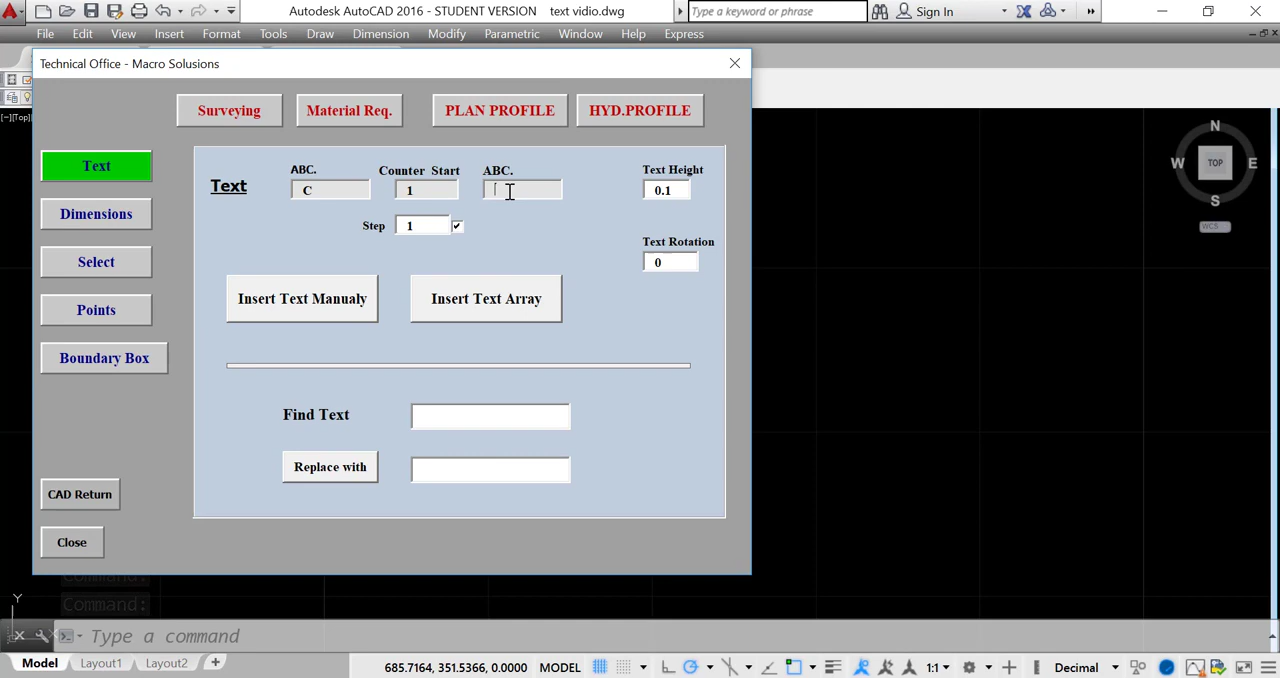 Autodesk AutoCAD 2016 - STUDENT VERSION text vidio.dwg
Type a keyword or phrase
Sign In
File Edit View Insert Format Tools Draw Dimension Modify Parametric Window Help Express
Technical Office - Macro Solusions
[−][Top]
Surveying Material Req. PLAN PROFILE HYD.PROFILE
N
W TOP E
S
WCS
Text
Dimensions
Select
Points
Boundary Box
CAD Return
Close
Text
ABC. Counter Start ABC. Text Height
C 1 0.1
Step 1
Text Rotation
0
Insert Text Manualy Insert Text Array
Find Text
Replace with
Command:
Command:
Y
Type a command
Model Layout1 Layout2 +
685.7164, 351.5366, 0.0000 MODEL 1:1 Decimal